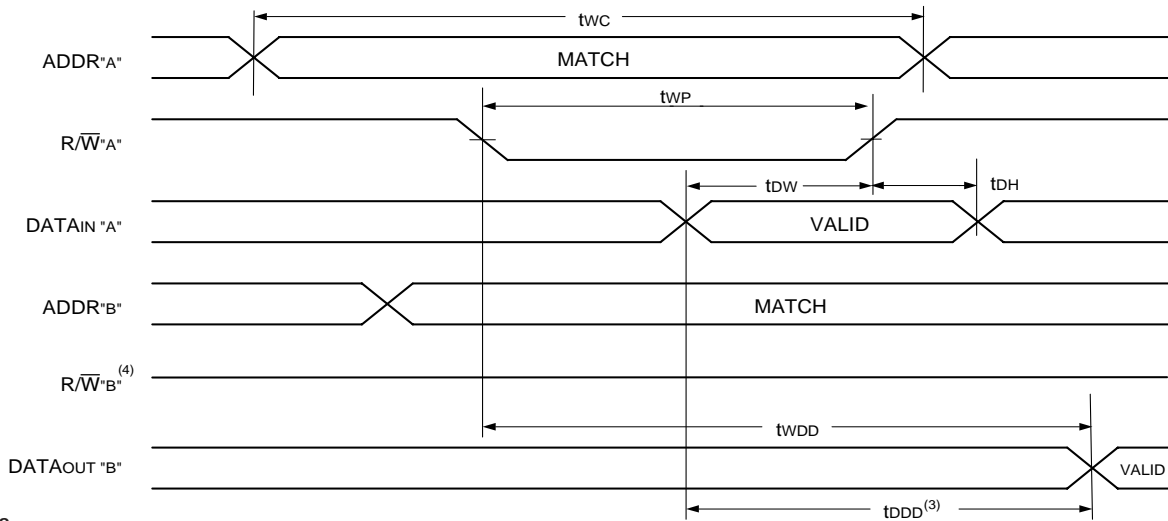 tWC
ADDR"A"
MATCH
tWP
R/W̅"A"
tDW
tDH
DATAIN "A"
VALID
ADDR"B"
MATCH
R/W̅"B"(4)
tWDD
DATAOUT "B"
VALID
tDDD(3)